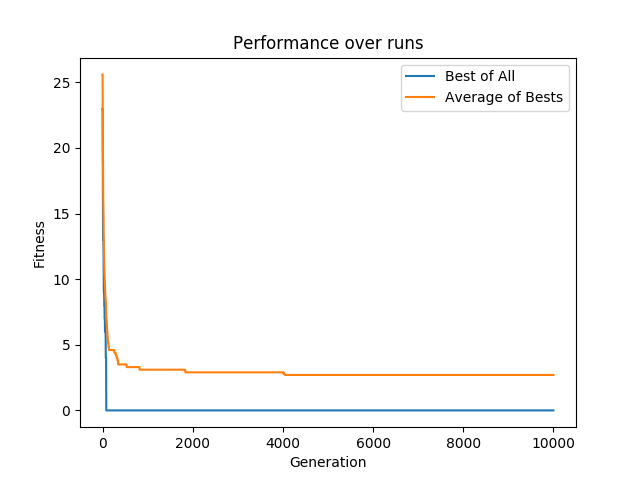 Performance over runs
Best of All
Average of Bests
25
20
15
10
5
0
Fitness
0 2000 4000 6000 8000 10000
Generation